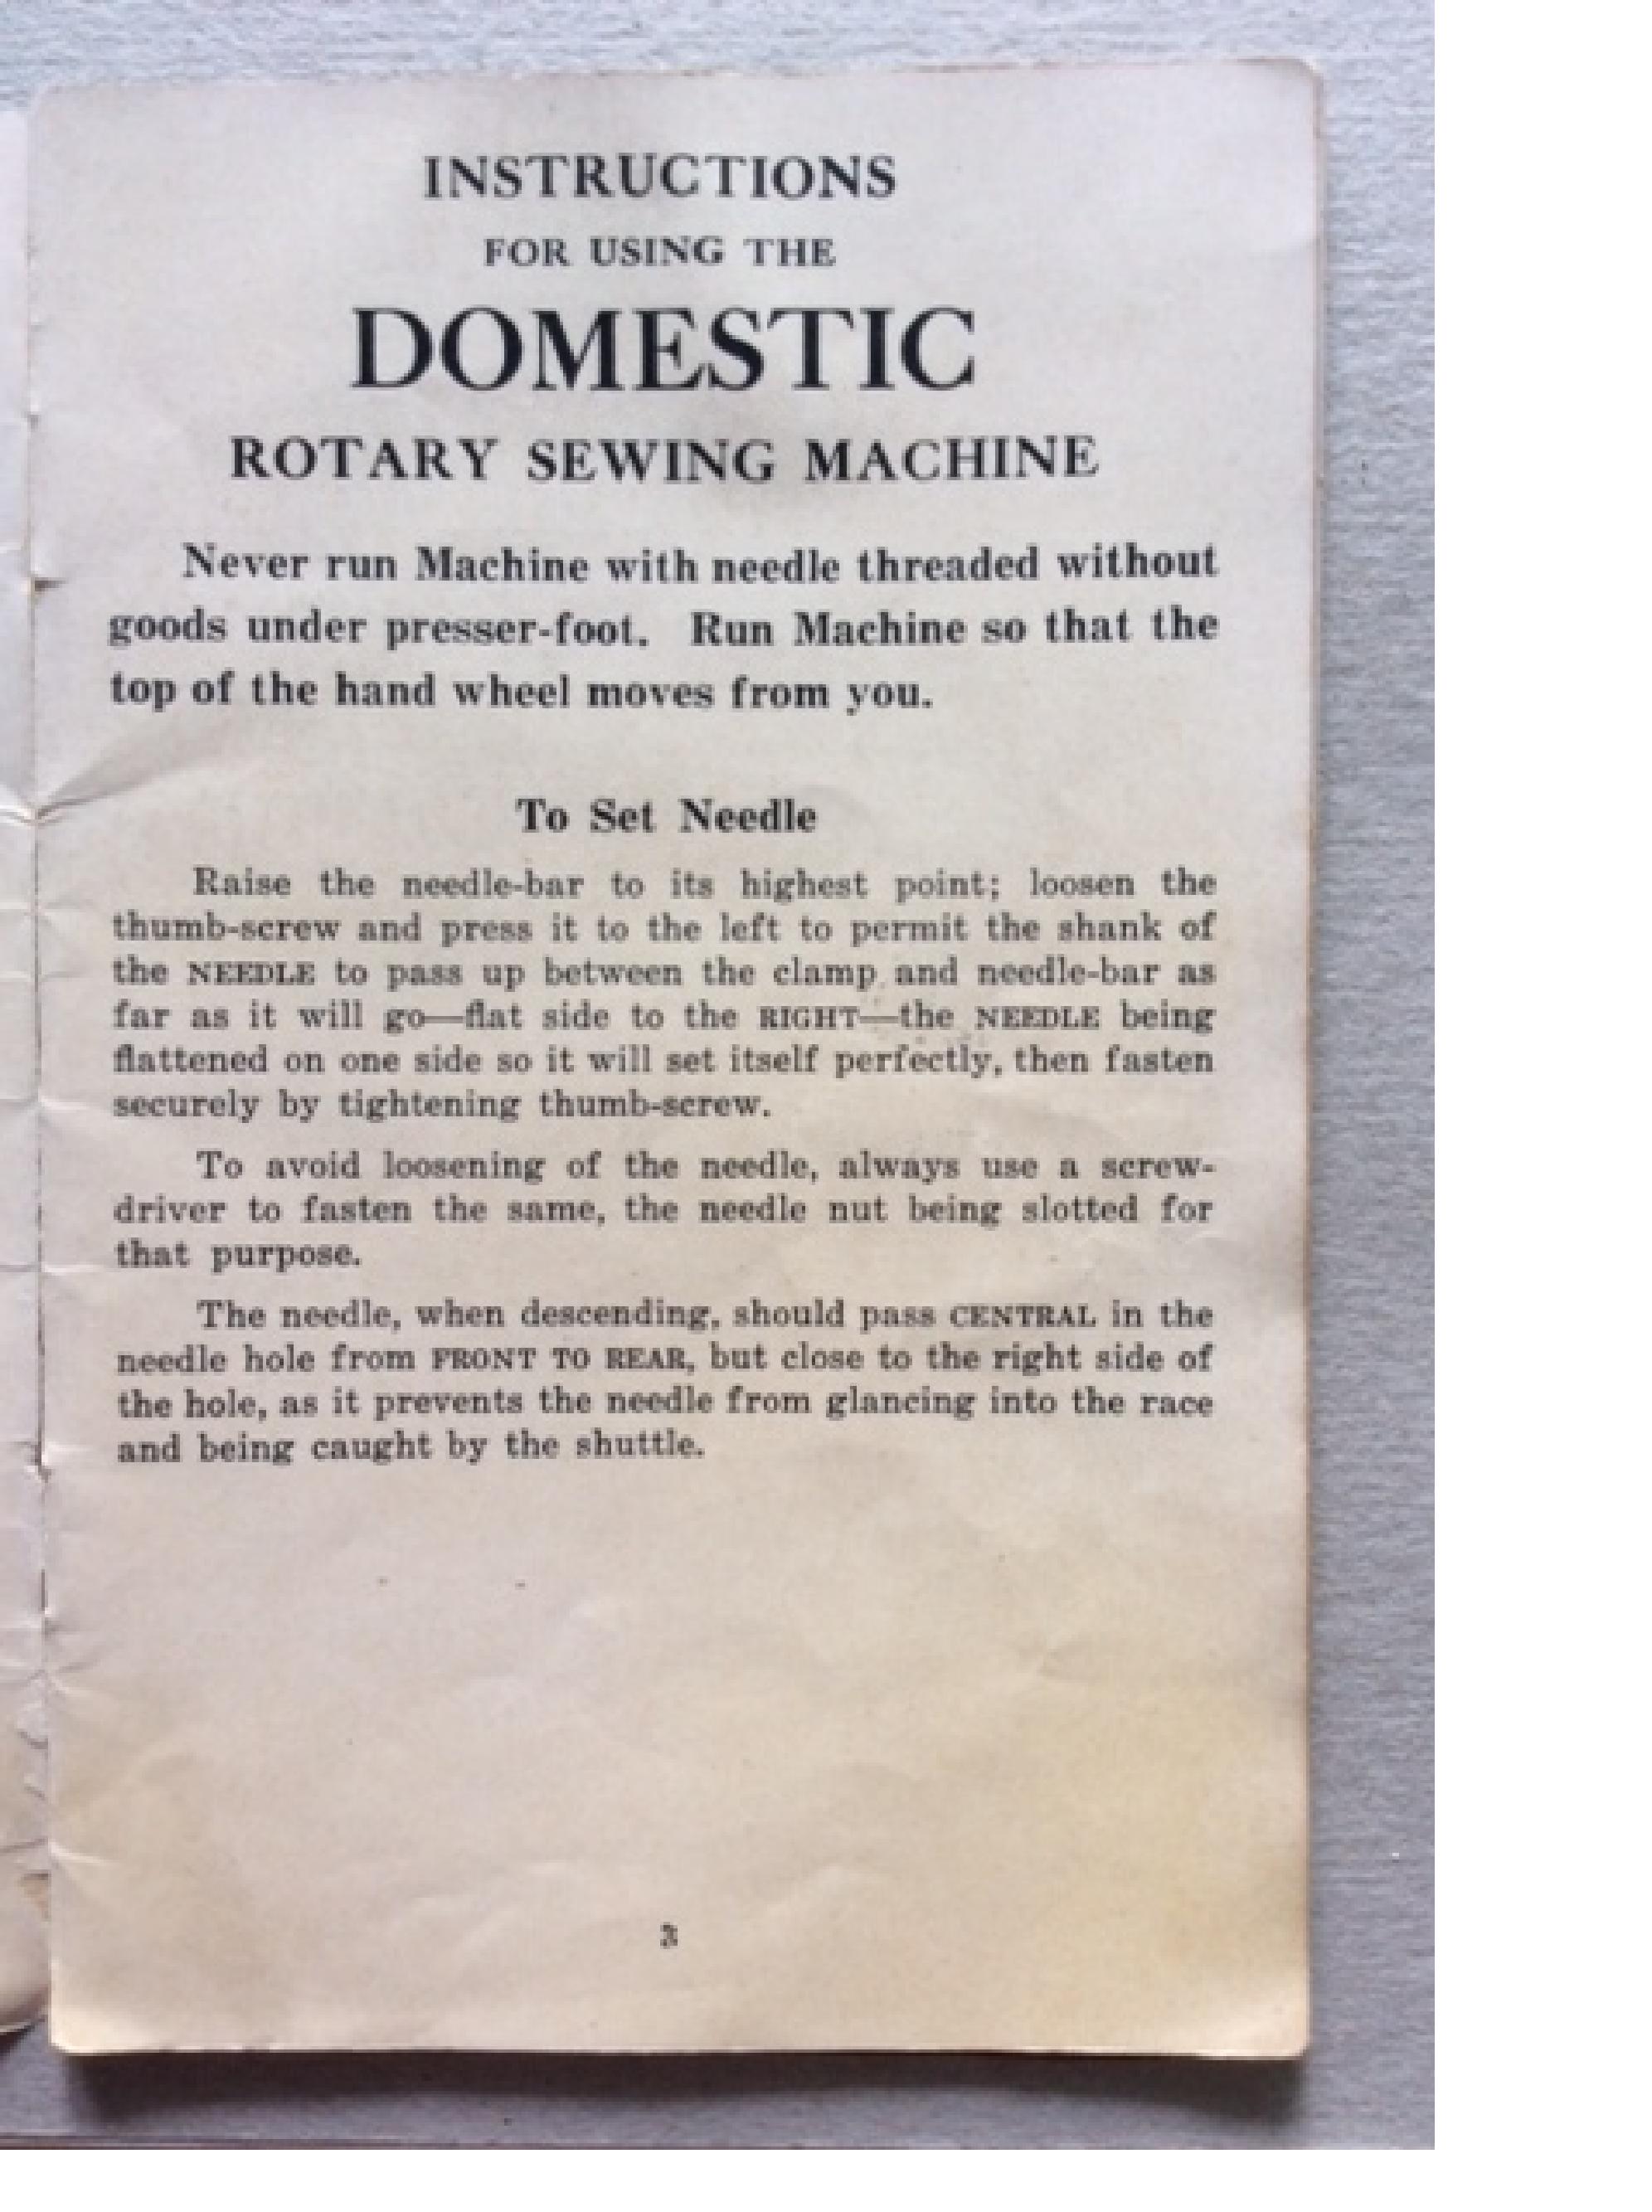 INSTRUCTIONS
FOR USING THE
DOMESTIC
ROTARY SEWING MACHINE
Never run Machine with needle threaded without
goods under presser-foot. Run Machine so that the
top of the hand wheel moves from you.
To Set Needle
Raise the needle-bar to its highest point; loosen the
thumb-screw and press it to the left to permit the shank of
the NEEDLE to pass up between the clamp and needle-bar as
far as it will go—flat side to the RIGHT—the NEEDLE being
flattened on one side so it will set itself perfectly, then fasten
securely by tightening thumb-screw.
To avoid loosening of the needle, always use a screw-
driver to fasten the same, the needle nut being slotted for
that purpose.
The needle, when descending, should pass CENTRAL in the
needle hole from FRONT TO REAR, but close to the right side of
the hole, as it prevents the needle from glancing into the race
and being caught by the shuttle.
3